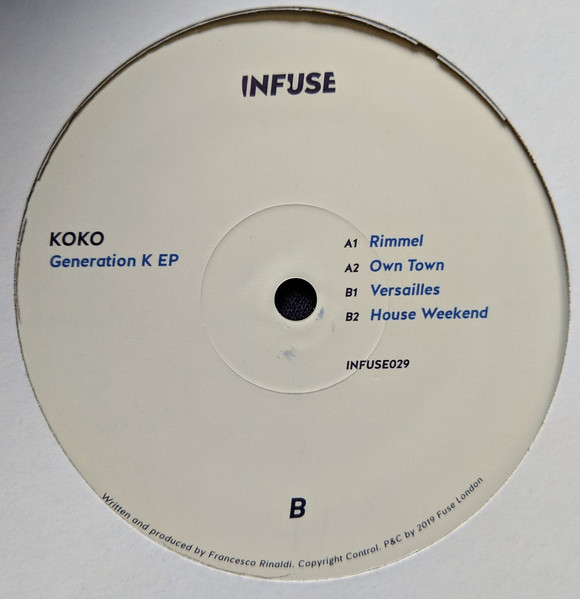 INFUSE
KOKO
Generation K EP
A1 Rimmel
A2 Own Town
B1 Versailles
B2 House Weekend
INFUSE029
B
Written and produced by Francesco Rinaldi. Copyright Control. P&C by 2019 Fuse London